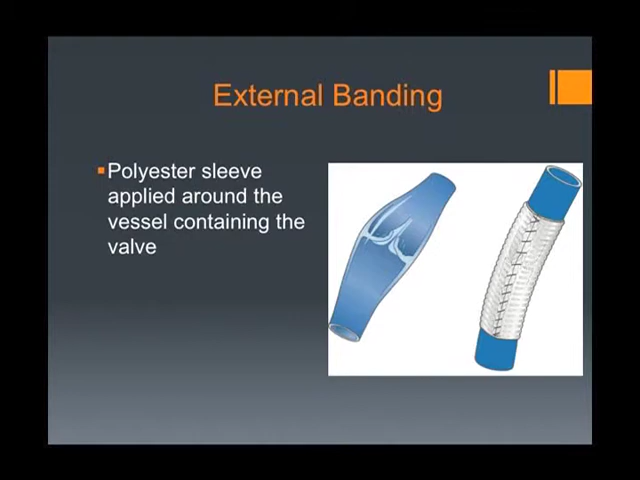 External Banding
Polyester sleeve
applied around the
vessel containing the
valve